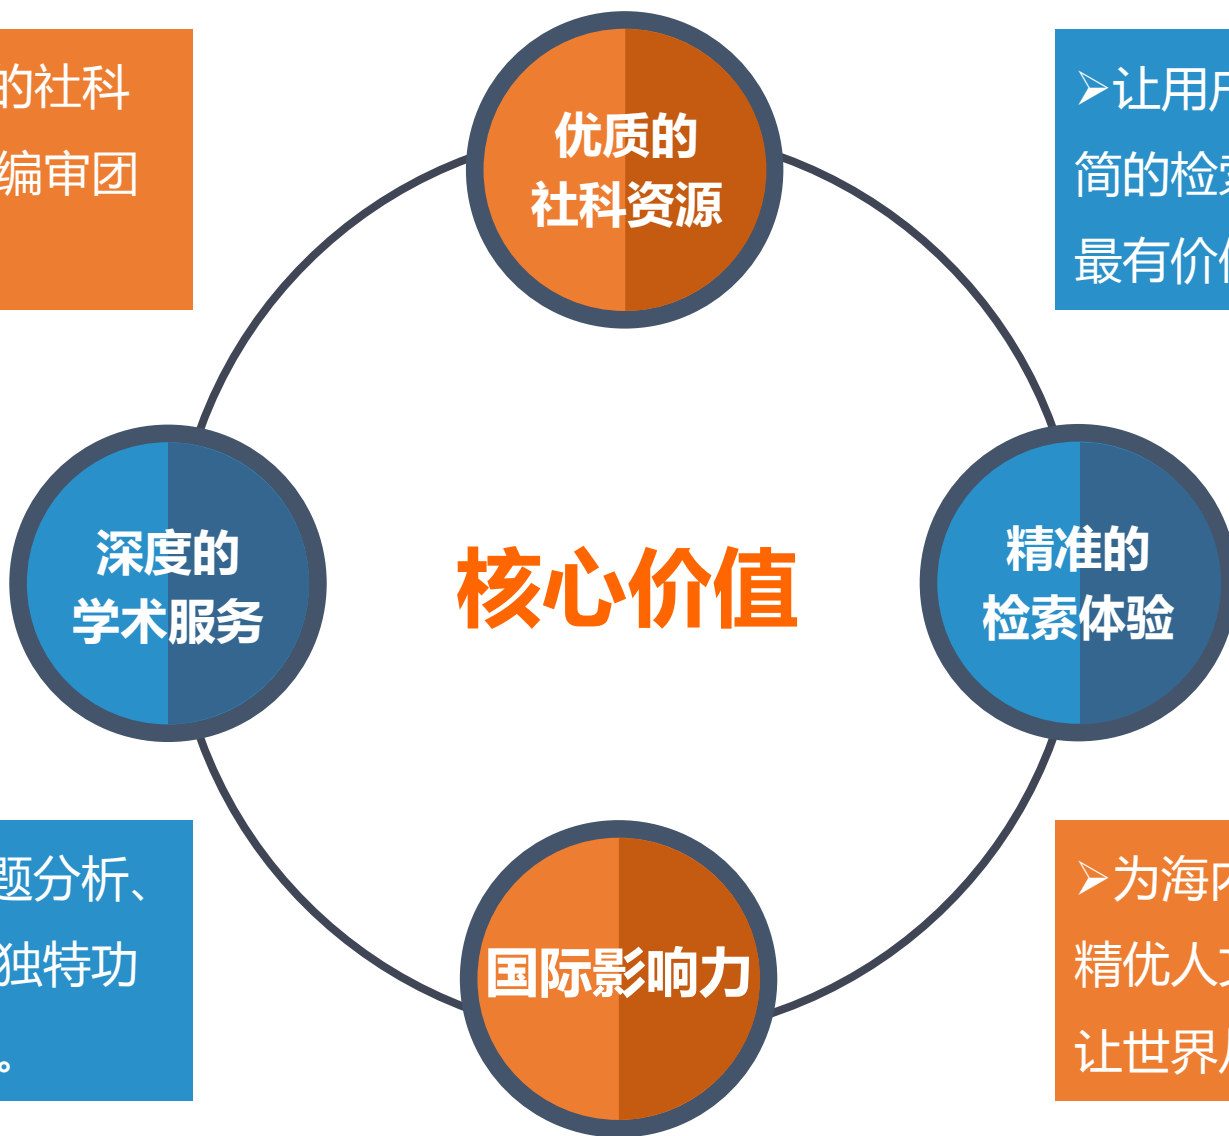 的社科
编审团
优质的
社科资源
➢让用户
简的检索
最有价值
深度的
学术服务
核心价值
精准的
检索体验
题分析、
独特功
。
国际影响力
➢为海内
精优人文
让世界